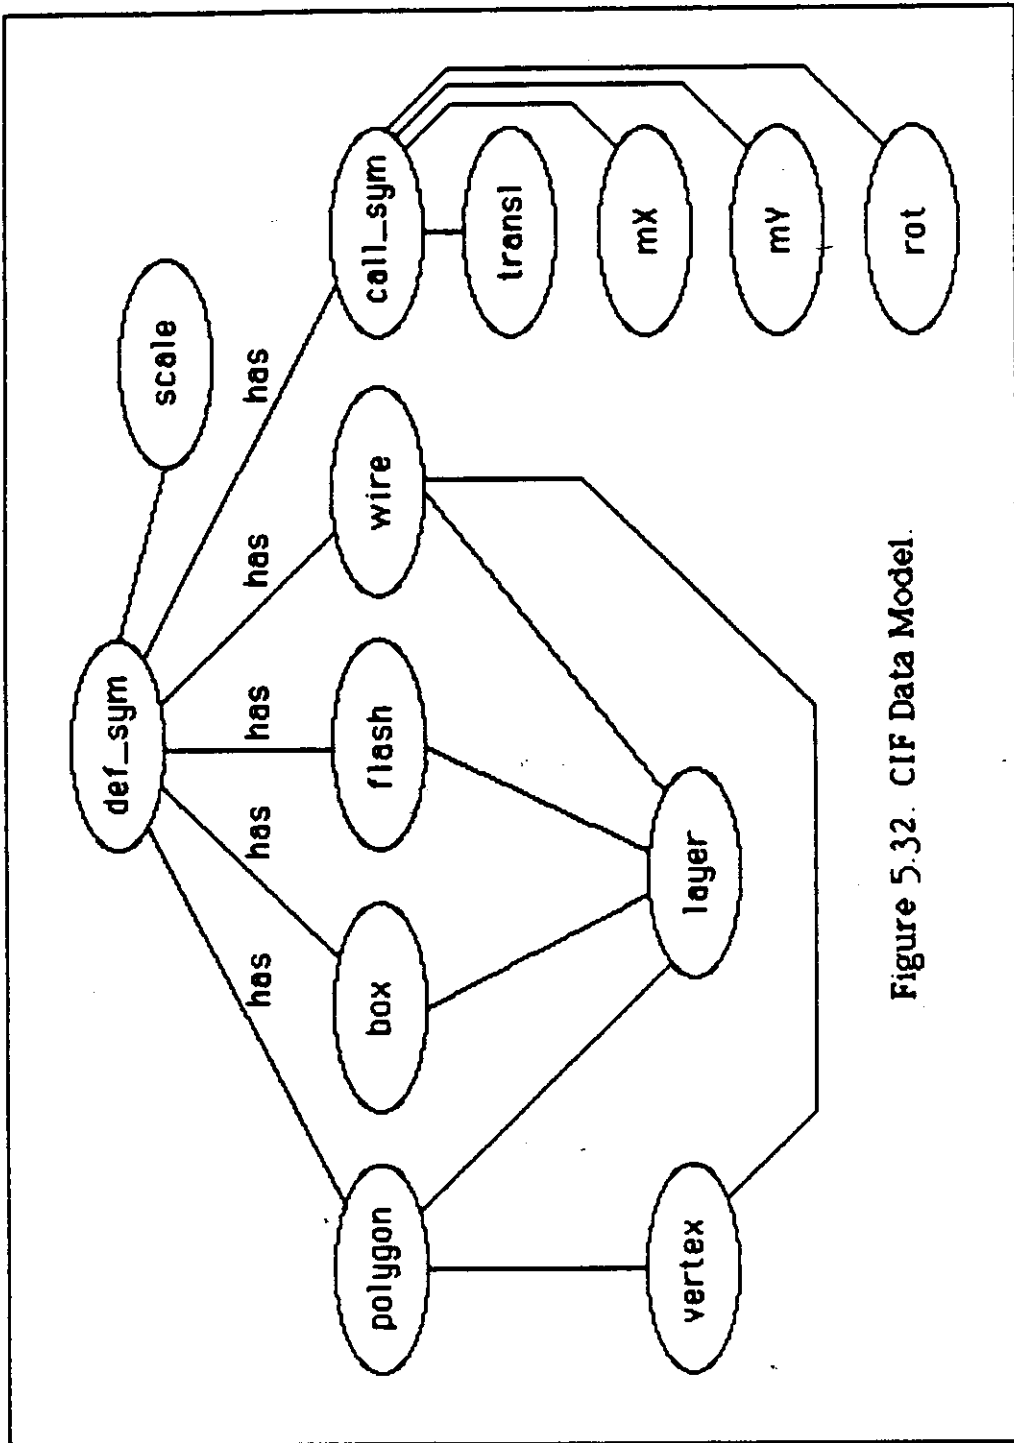 def_sym
scale
has
has
has
has
has
polygon
box
flash
wire
call_sym
transl
mX
mY
rot
vertex
layer
Figure 5.32. CIF Data Model.